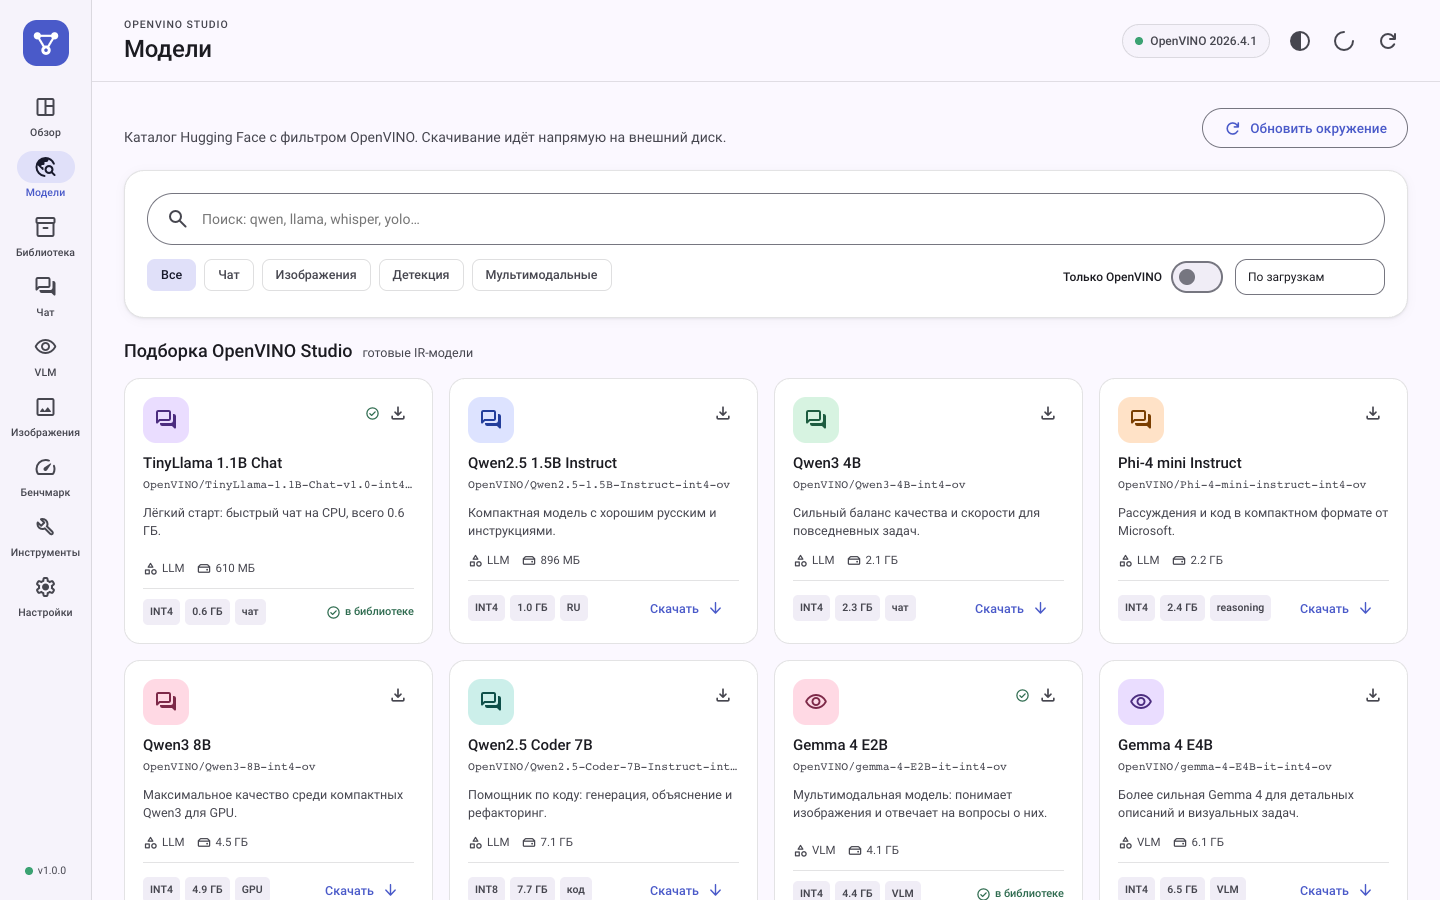 OPENVINO STUDIO
Модели
OpenVINO 2026.4.1
Обзор
Модели
Библиотека
Чат
VLM
Изображения
Бенчмарк
Инструменты
Настройки
v1.0.0
Каталог Hugging Face с фильтром OpenVINO. Скачивание идёт напрямую на внешний диск.
Обновить окружение
Поиск: qwen, llama, whisper, yolo…
Все Чат Изображения Детекция Мультимодальные
Только OpenVINO По загрузкам
Подборка OpenVINO Studio готовые IR-модели
TinyLlama 1.1B Chat
OpenVINO/TinyLlama-1.1B-Chat-v1.0-int4…
Лёгкий старт: быстрый чат на CPU, всего 0.6
ГБ.
LLM 610 МБ
INT4 0.6 ГБ чат в библиотеке
Qwen2.5 1.5B Instruct
OpenVINO/Qwen2.5-1.5B-Instruct-int4-ov
Компактная модель с хорошим русским и
инструкциями.
LLM 896 МБ
INT4 1.0 ГБ RU Скачать
Qwen3 4B
OpenVINO/Qwen3-4B-int4-ov
Сильный баланс качества и скорости для
повседневных задач.
LLM 2.1 ГБ
INT4 2.3 ГБ чат Скачать
Phi-4 mini Instruct
OpenVINO/Phi-4-mini-instruct-int4-ov
Рассуждения и код в компактном формате от
Microsoft.
LLM 2.2 ГБ
INT4 2.4 ГБ reasoning Скачать
Qwen3 8B
OpenVINO/Qwen3-8B-int4-ov
Максимальное качество среди компактных
Qwen3 для GPU.
LLM 4.5 ГБ
INT4 4.9 ГБ GPU Скачать
Qwen2.5 Coder 7B
OpenVINO/Qwen2.5-Coder-7B-Instruct-int…
Помощник по коду: генерация, объяснение и
рефакторинг.
LLM 7.1 ГБ
INT8 7.7 ГБ код Скачать
Gemma 4 E2B
OpenVINO/gemma-4-E2B-it-int4-ov
Мультимодальная модель: понимает
изображения и отвечает на вопросы о них.
VLM 4.1 ГБ
INT4 4.4 ГБ VLM в библиотеке
Gemma 4 E4B
OpenVINO/gemma-4-E4B-it-int4-ov
Более сильная Gemma 4 для детальных
описаний и визуальных задач.
VLM 6.1 ГБ
INT4 6.5 ГБ VLM Скачать